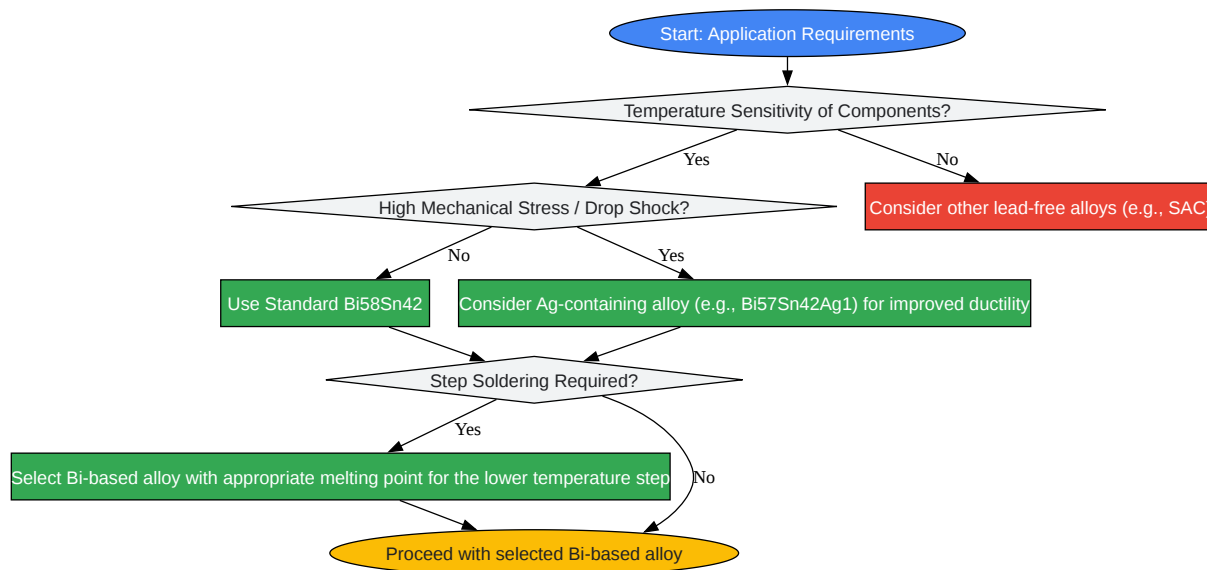 Start: Application Requirements
Temperature Sensitivity of Components?
Yes
No
High Mechanical Stress / Drop Shock?
Consider other lead-free alloys (e.g., SAC)
No
Yes
Use Standard Bi58Sn42
Consider Ag-containing alloy (e.g., Bi57Sn42Ag1) for improved ductility
Step Soldering Required?
Yes
Select Bi-based alloy with appropriate melting point for the lower temperature step
No
Proceed with selected Bi-based alloy